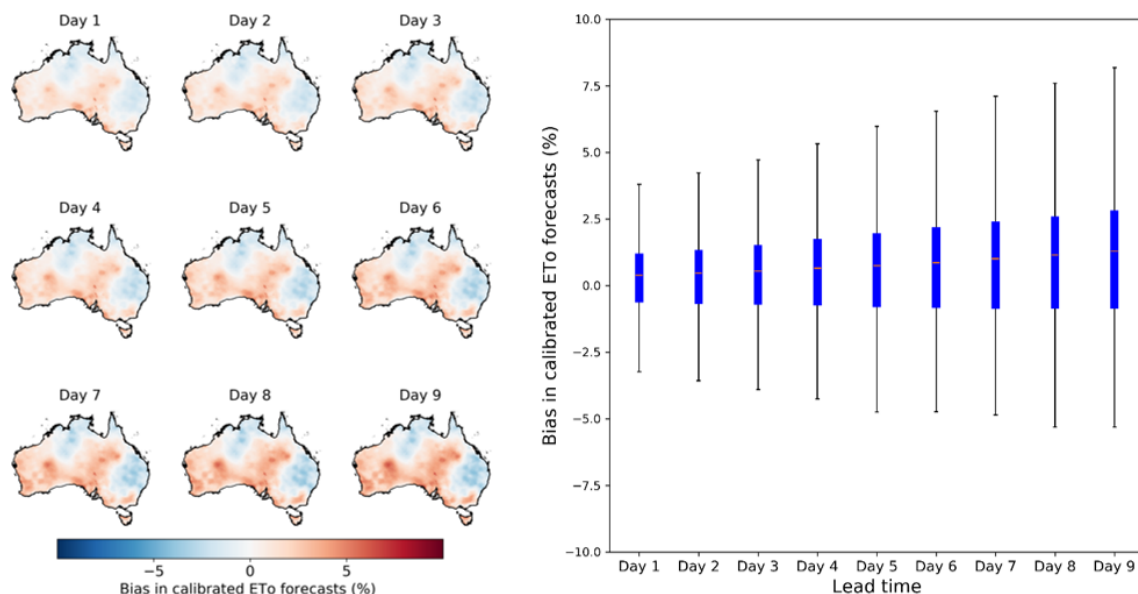 Day 1 Day 2 Day 3
Day 4 Day 5 Day 6
Day 7 Day 8 Day 9
−5 0 5
Bias in calibrated ETo forecasts (%)
Bias in calibrated ETo forecasts (%)
10.0
7.5
5.0
2.5
0.0
−2.5
−5.0
−7.5
−10.0
Day 1 Day 2 Day 3 Day 4 Day 5 Day 6 Day 7 Day 8 Day 9
Lead time